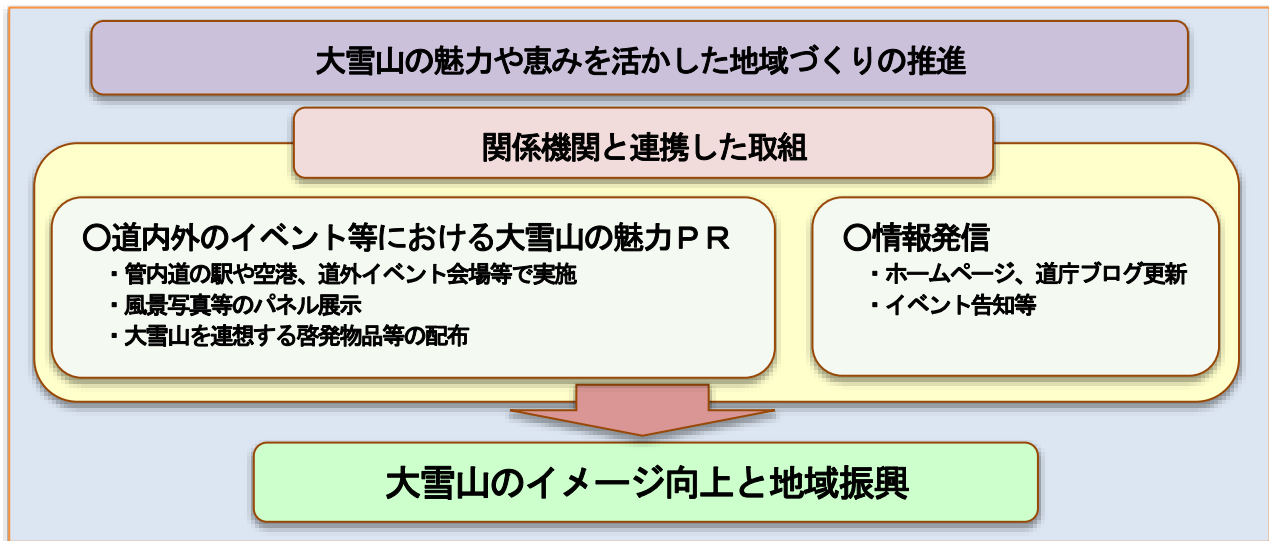 大雪山の魅力や恵みを活かした地域づくりの推進
関係機関と連携した取組
〇道内外のイベント等における大雪山の魅力ＰＲ
・管内道の駅や空港、道外イベント会場等で実施
・風景写真等のパネル展示
・大雪山を連想する啓発物品等の配布
〇情報発信
・ホームページ、道庁ブログ更新
・イベント告知等
大雪山のイメージ向上と地域振興